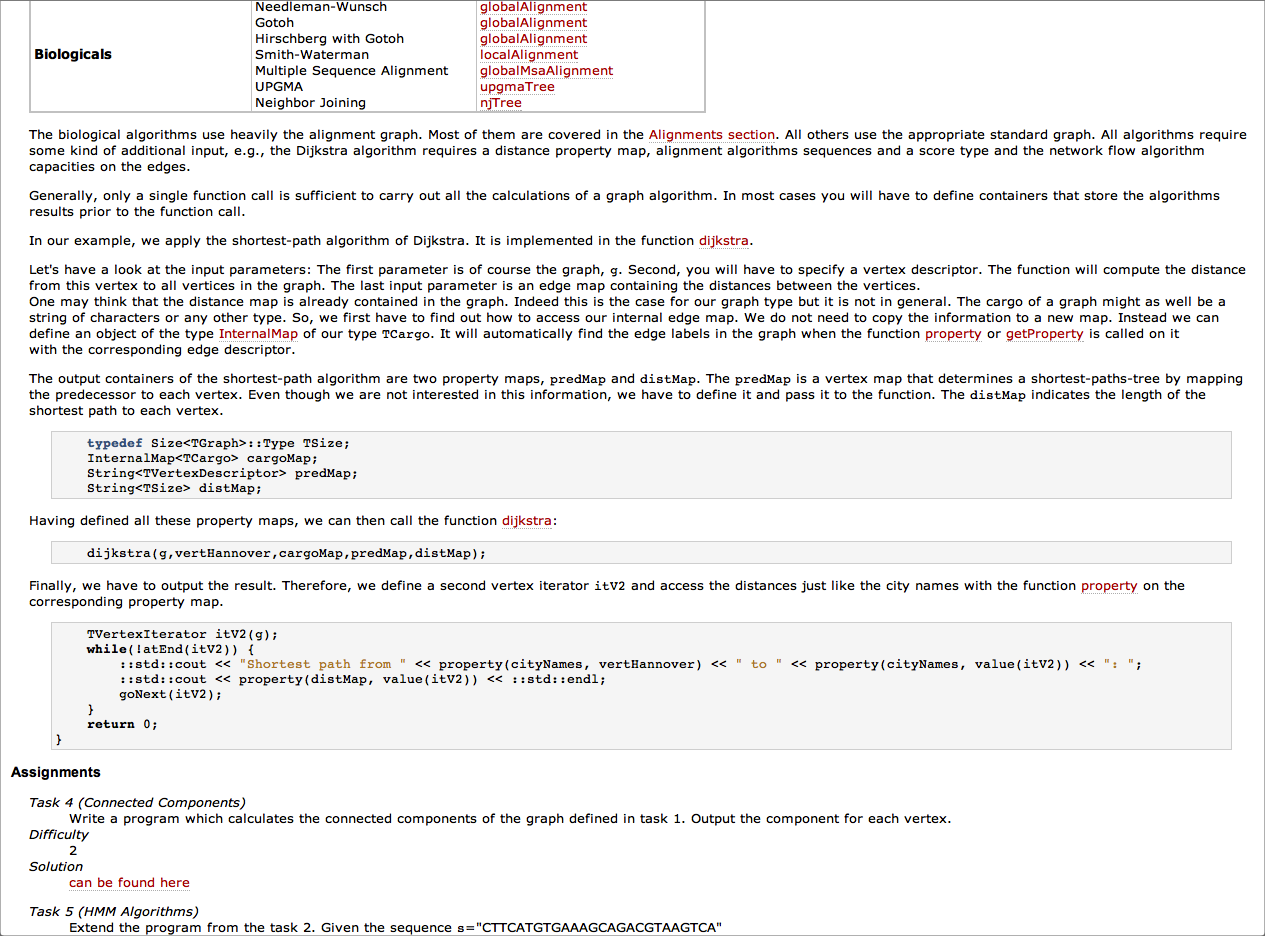 Needleman-Wunsch globalAlignment
Gotoh globalAlignment
Hirschberg with Gotoh globalAlignment
Biologicals Smith-Waterman localAlignment
Multiple Sequence Alignment globalMsaAlignment
UPGMA upgmaTree
Neighbor Joining njTree
The biological algorithms use heavily the alignment graph. Most of them are covered in the Alignments section. All others use the appropriate standard graph. All algorithms require
some kind of additional input, e.g., the Dijkstra algorithm requires a distance property map, alignment algorithms sequences and a score type and the network flow algorithm
capacities on the edges.
Generally, only a single function call is sufficient to carry out all the calculations of a graph algorithm. In most cases you will have to define containers that store the algorithms
results prior to the function call.
In our example, we apply the shortest-path algorithm of Dijkstra. It is implemented in the function dijkstra.
Let's have a look at the input parameters: The first parameter is of course the graph, g. Second, you will have to specify a vertex descriptor. The function will compute the distance
from this vertex to all vertices in the graph. The last input parameter is an edge map containing the distances between the vertices.
One may think that the distance map is already contained in the graph. Indeed this is the case for our graph type but it is not in general. The cargo of a graph might as well be a
string of characters or any other type. So, we first have to find out how to access our internal edge map. We do not need to copy the information to a new map. Instead we can
define an object of the type InternalMap of our type TCargo. It will automatically find the edge labels in the graph when the function property or getProperty is called on it
with the corresponding edge descriptor.
The output containers of the shortest-path algorithm are two property maps, predMap and distMap. The predMap is a vertex map that determines a shortest-paths-tree by mapping
the predecessor to each vertex. Even though we are not interested in this information, we have to define it and pass it to the function. The distMap indicates the length of the
shortest path to each vertex.
typedef Size<TGraph>::Type TSize;
InternalMap<TCargo> cargoMap;
String<TVertexDescriptor> predMap;
String<TSize> distMap;
Having defined all these property maps, we can then call the function dijkstra:
dijkstra(g,vertHannover,cargoMap,predMap,distMap);
Finally, we have to output the result. Therefore, we define a second vertex iterator itV2 and access the distances just like the city names with the function property on the
corresponding property map.
TVertexIterator itV2(g);
while(!atEnd(itV2)) {
::std::cout << "Shortest path from " << property(cityNames, vertHannover) << " to " << property(cityNames, value(itV2)) << ": ";
::std::cout << property(distMap, value(itV2)) << ::std::endl;
goNext(itV2);
}
return 0;
}
Assignments
Task 4 (Connected Components)
Write a program which calculates the connected components of the graph defined in task 1. Output the component for each vertex.
Difficulty
2
Solution
can be found here
Task 5 (HMM Algorithms)
Extend the program from the task 2. Given the sequence s="CTTCATGTGAAAGCAGACGTAAGTCA"